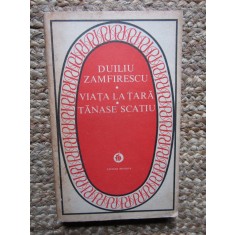 DUILIU
ZAMFIRESCU
VIAȚA LA ȚARĂ
TĂNASE SCATIU